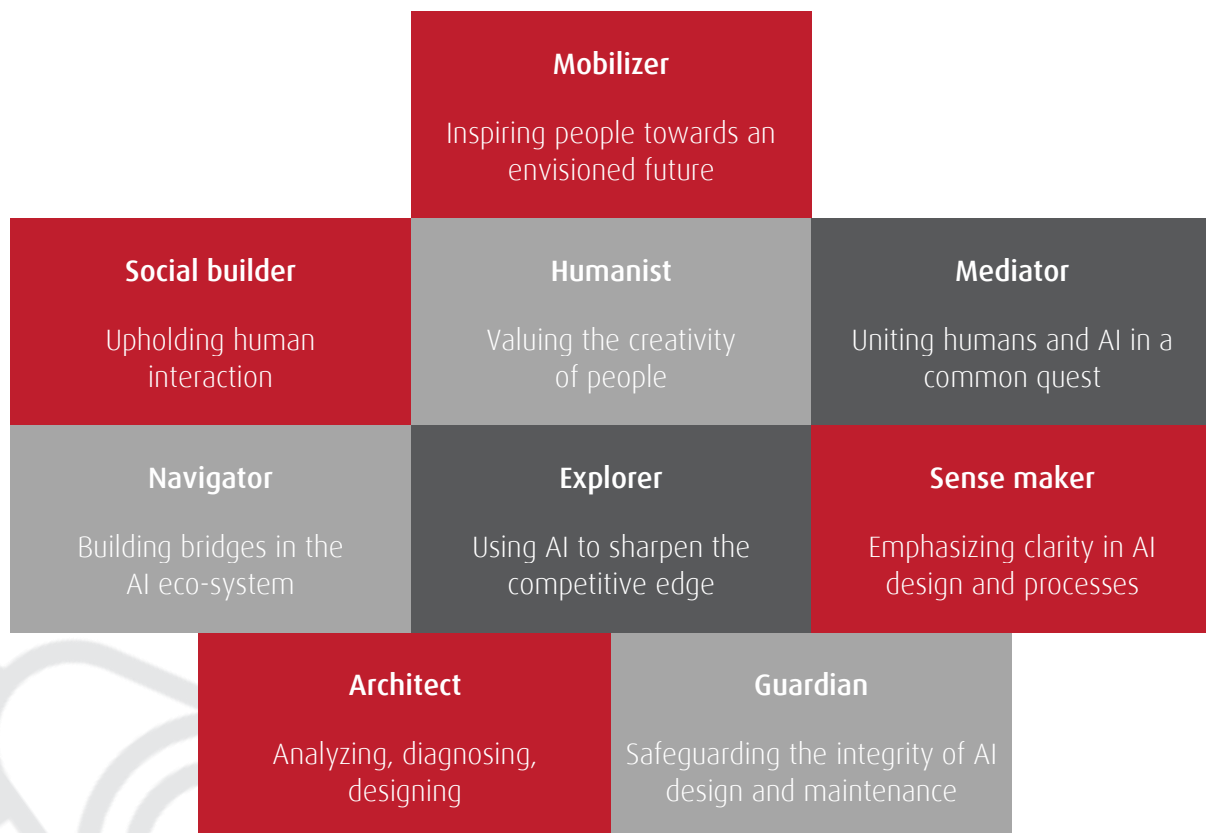 Mobilizer
Inspiring people towards an
envisioned future
Social builder
Upholding human
interaction
Humanist
Valuing the creativity
of people
Mediator
Uniting humans and AI in a
common quest
Navigator
Building bridges in the
AI eco-system
Explorer
Using AI to sharpen the
competitive edge
Sense maker
Emphasizing clarity in AI
design and processes
Architect
Analyzing, diagnosing,
designing
Guardian
Safeguarding the integrity of AI
design and maintenance